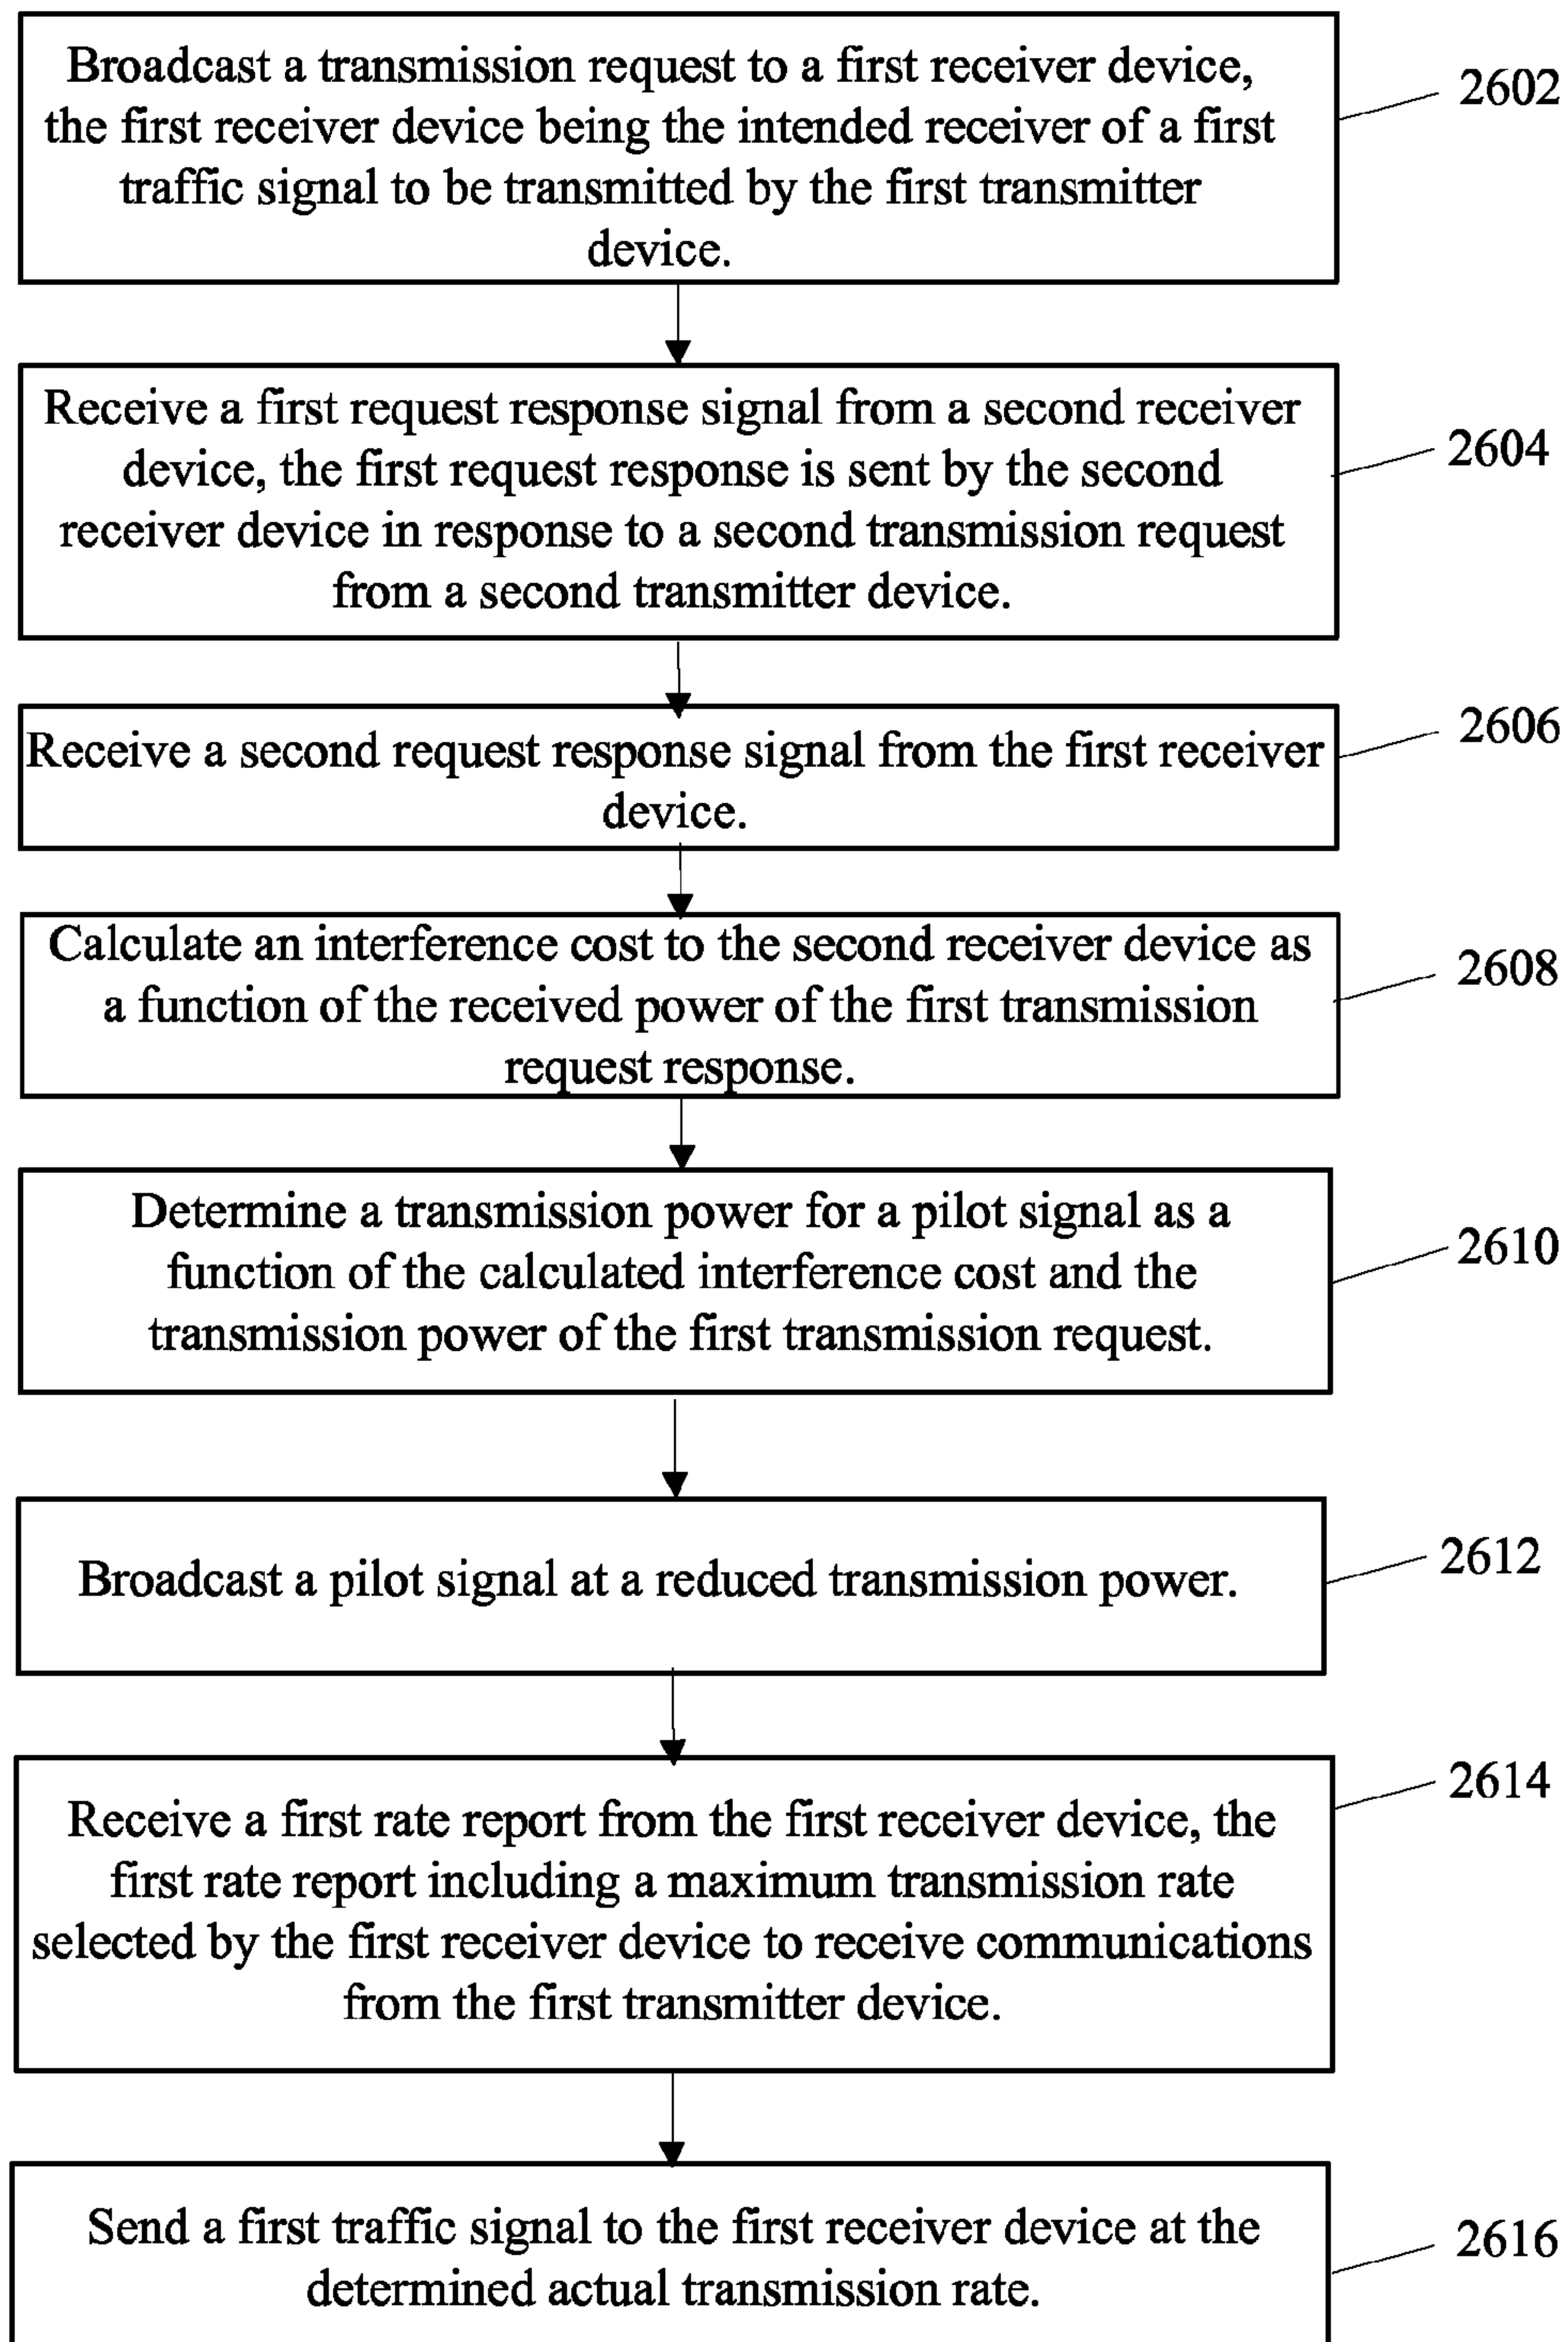 Broadcast a transmission request to a first receiver device,
the first receiver device being the intended receiver of a first
traffic signal to be transmitted by the first transmitter
device.
2602
Receive a first request response signal from a second receiver
device, the first request response is sent by the second
receiver device in response to a second transmission request
from a second transmitter device.
2604
Receive a second request response signal from the first receiver
device.
2606
Calculate an interference cost to the second receiver device as
a function of the received power of the first transmission
request response.
2608
Determine a transmission power for a pilot signal as a
function of the calculated interference cost and the
transmission power of the first transmission request.
2610
Broadcast a pilot signal at a reduced transmission power.
2612
Receive a first rate report from the first receiver device, the
first rate report including a maximum transmission rate
selected by the first receiver device to receive communications
from the first transmitter device.
2614
Send a first traffic signal to the first receiver device at the
determined actual transmission rate.
2616